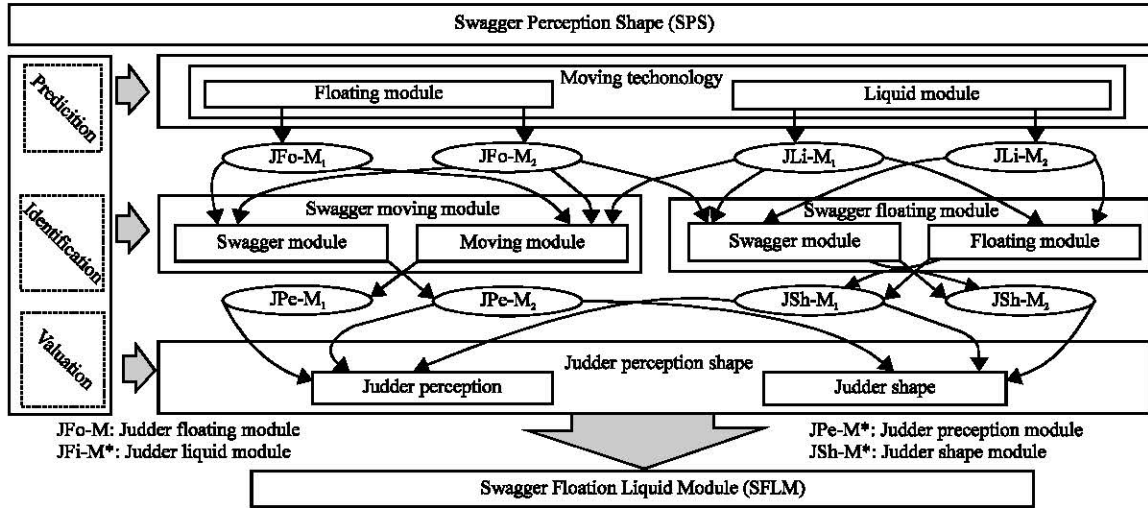 Swagger Perception Shape (SPS)
Predicition
Moving techonology
Floating module
Liquid module
JFo-M₁
JFo-M₂
JLi-M₁
JLi-M₂
Identification
Swagger moving module
Swagger floating module
Swagger module
Moving module
Swagger module
Floating module
JPe-M₁
JPe-M₂
JSh-M₁
JSh-M₂
Valuation
Judder perception shape
Judder perception
Judder shape
JFo-M: Judder floating module
JFi-M*: Judder liquid module
JPe-M*: Judder preception module
JSh-M*: Judder shape module
Swagger Floation Liquid Module (SFLM)